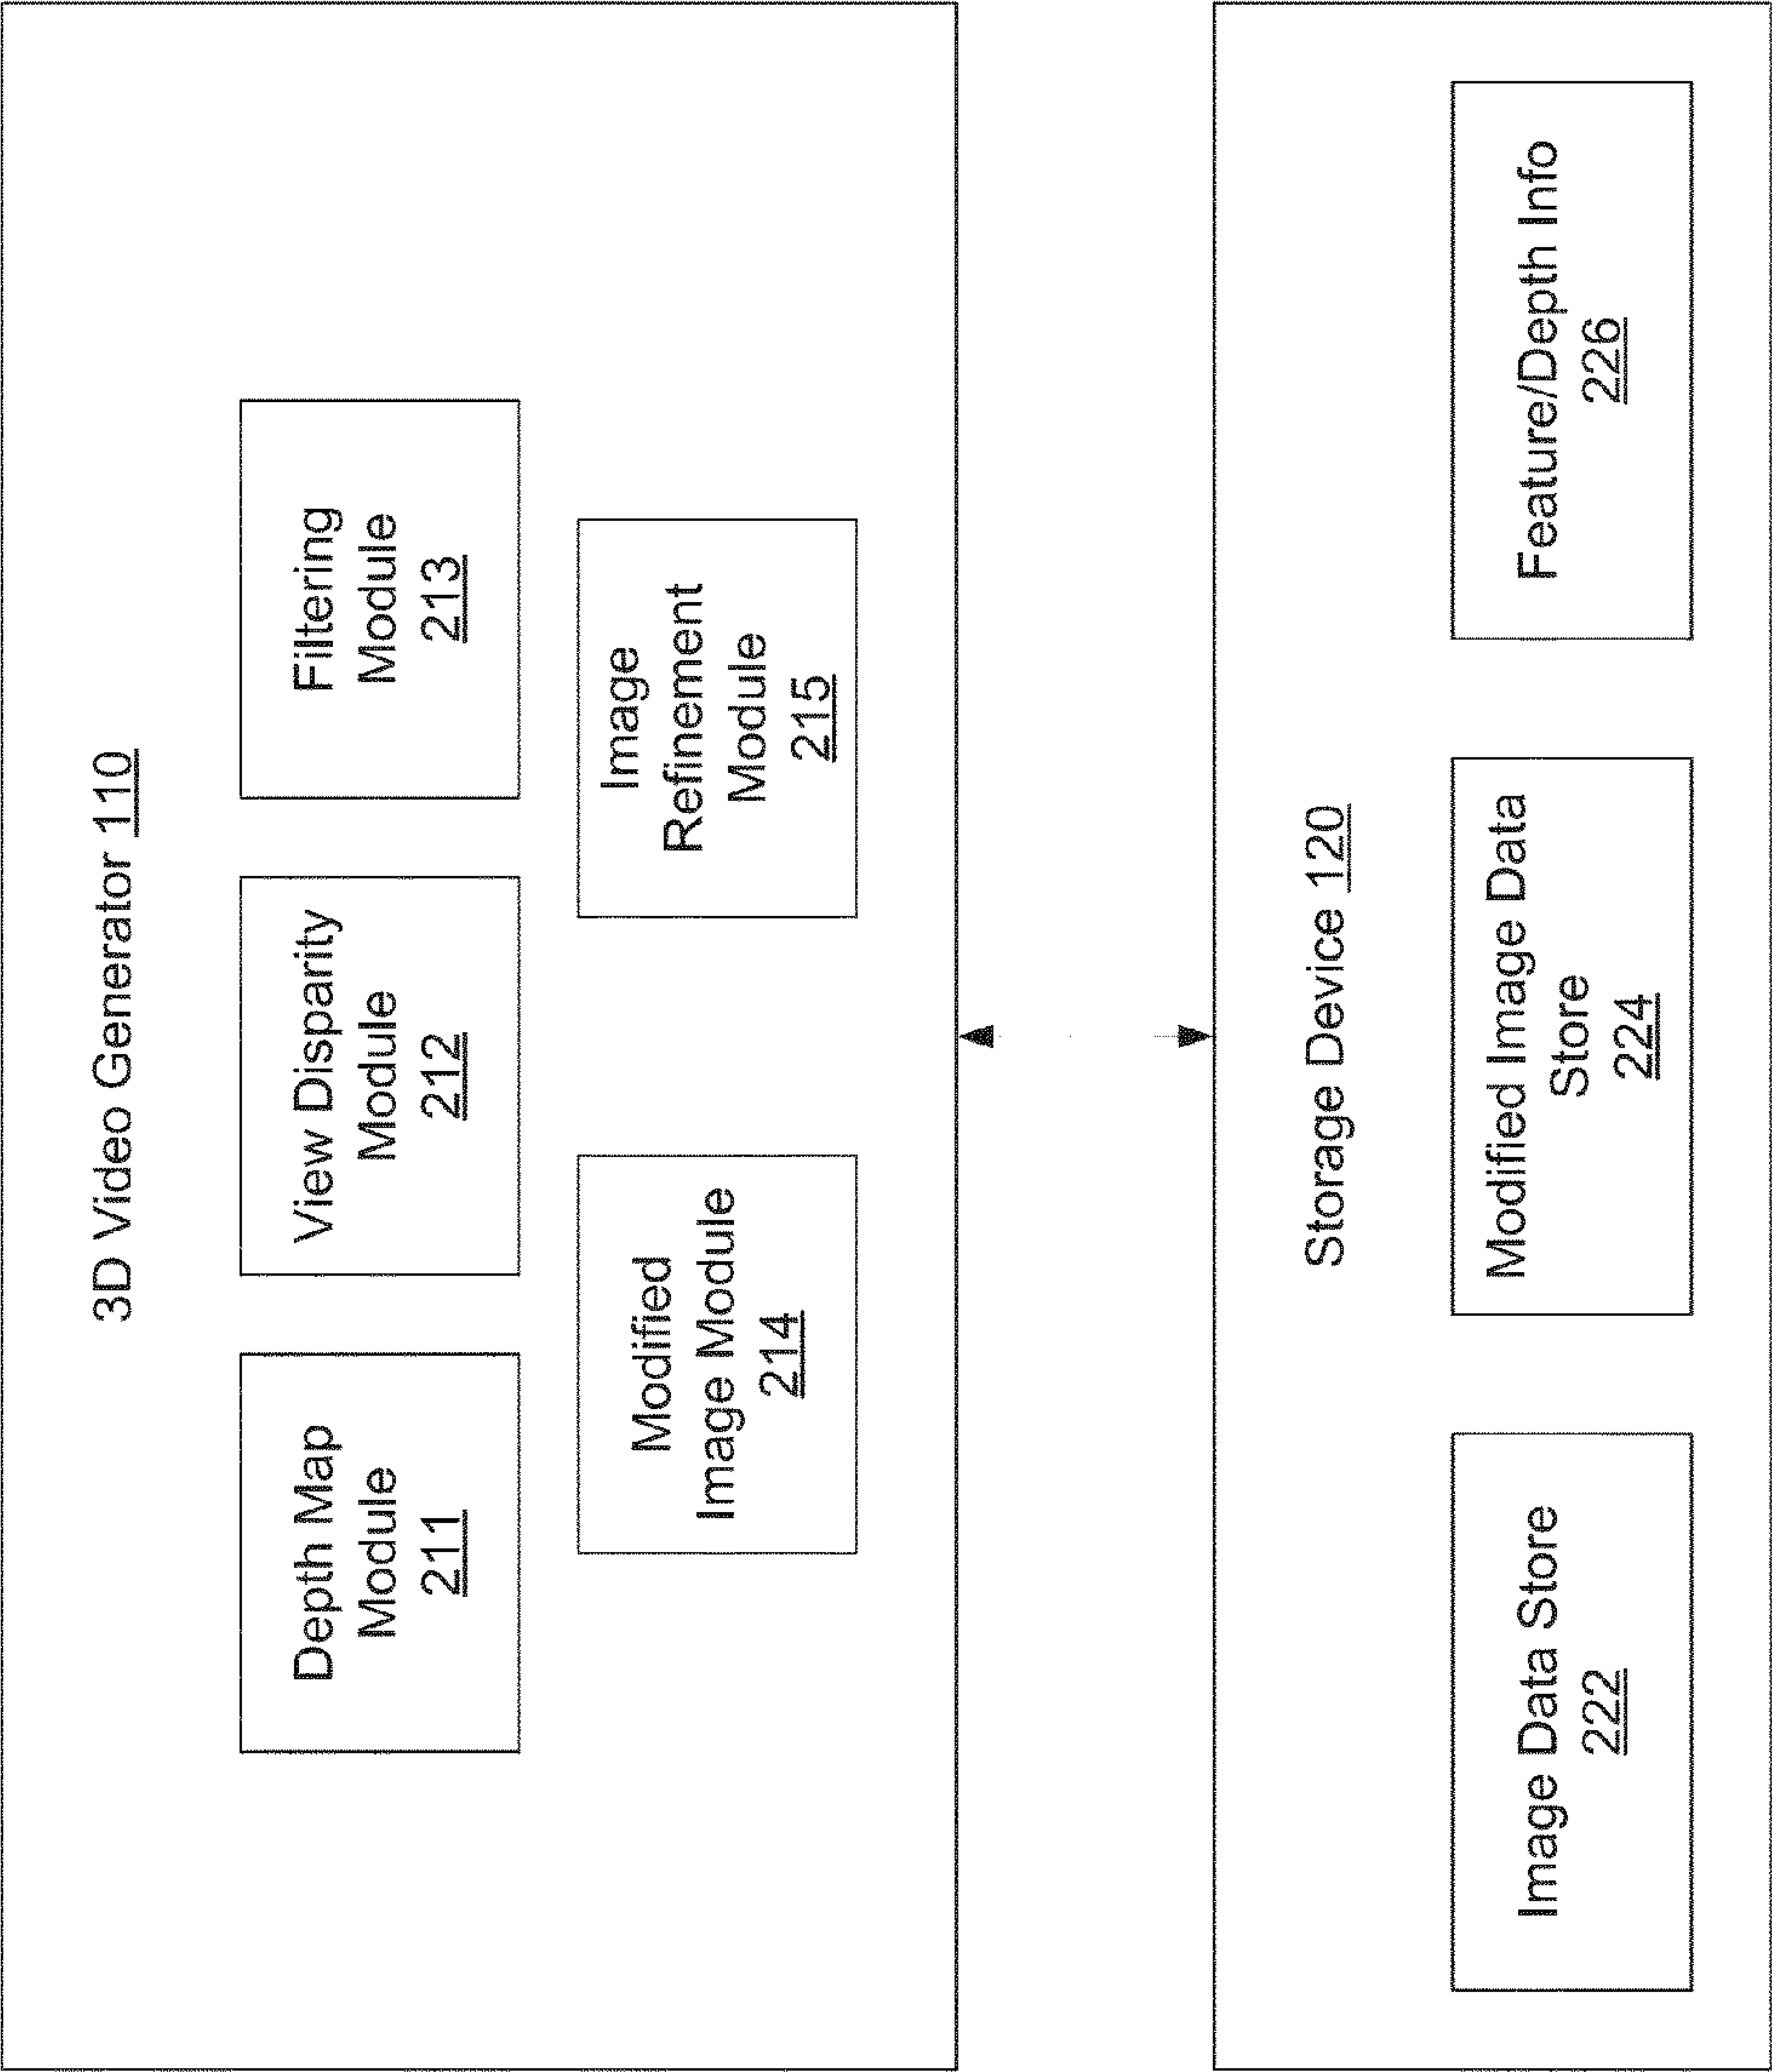 3D Video Generator 110
Depth Map
Module
211
View Disparity
Module
212
Filtering
Module
213
Modified
Image Module
214
Image
Refinement
Module
215
Storage Device 120
Image Data Store
222
Modified Image Data
Store
224
Feature/Depth Info
226